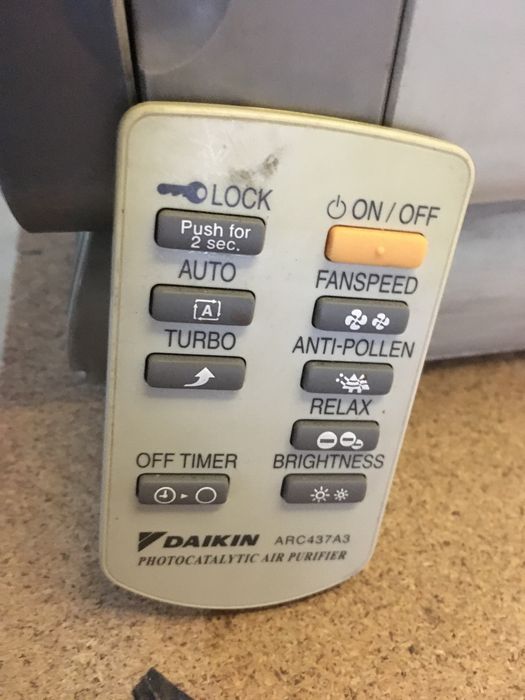 LOCK
Push for
2 sec.
ON / OFF
AUTO
A
FANSPEED
TURBO
ANTI-POLLEN
RELAX
OFF TIMER
BRIGHTNESS
DAIKIN ARC437A3
PHOTOCATALYTIC AIR PURIFIER